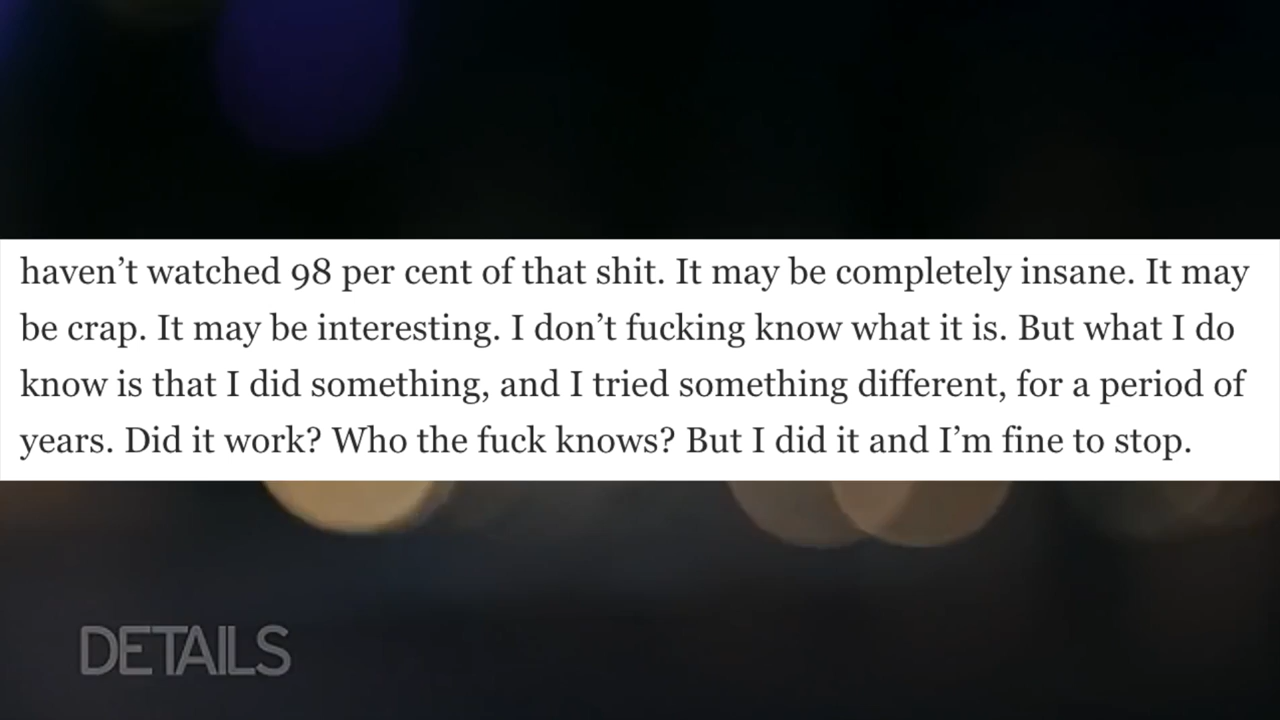 haven’t watched 98 per cent of that shit. It may be completely insane. It may
be crap. It may be interesting. I don’t fucking know what it is. But what I do
know is that I did something, and I tried something different, for a period of
years. Did it work? Who the fuck knows? But I did it and I’m fine to stop.
DETAILS